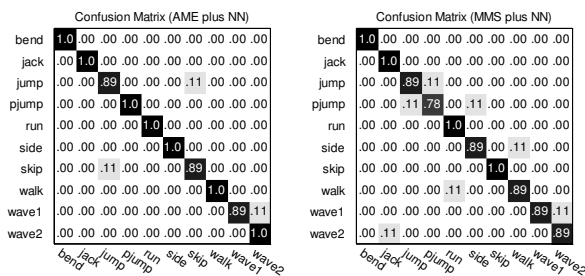 Confusion Matrix (AME plus NN)
bend 1.0 .00 .00 .00 .00 .00 .00 .00 .00 .00
jack .00 1.0 .00 .00 .00 .00 .00 .00 .00 .00
jump .00 .00 .89 .00 .00 .00 .11 .00 .00 .00
pjump .00 .00 .00 1.0 .00 .00 .00 .00 .00 .00
run .00 .00 .00 .00 1.0 .00 .00 .00 .00 .00
side .00 .00 .00 .00 .00 1.0 .00 .00 .00 .00
skip .00 .00 .11 .00 .00 .00 .89 .00 .00 .00
walk .00 .00 .00 .00 .00 .00 .00 1.0 .00 .00
wave1 .00 .00 .00 .00 .00 .00 .00 .00 .89 .11
wave2 .00 .00 .00 .00 .00 .00 .00 .00 .00 1.0
bend jack jump pjump run side skip walk wave1 wave2
Confusion Matrix (MMS plus NN)
bend 1.0 .00 .00 .00 .00 .00 .00 .00 .00 .00
jack .00 1.0 .00 .00 .00 .00 .00 .00 .00 .00
jump .00 .00 .89 .11 .00 .00 .00 .00 .00 .00
pjump .00 .00 .11 .78 .00 .11 .00 .00 .00 .00
run .00 .00 .00 .00 1.0 .00 .00 .00 .00 .00
side .00 .00 .00 .00 .00 .89 .00 .11 .00 .00
skip .00 .00 .00 .00 .00 .00 1.0 .00 .00 .00
walk .00 .00 .00 .00 .11 .00 .00 .89 .00 .00
wave1 .00 .00 .00 .00 .00 .00 .00 .00 .89 .11
wave2 .00 .11 .00 .00 .00 .00 .00 .00 .00 .89
bend jack jump pjump run side skip walk wave1 wave2